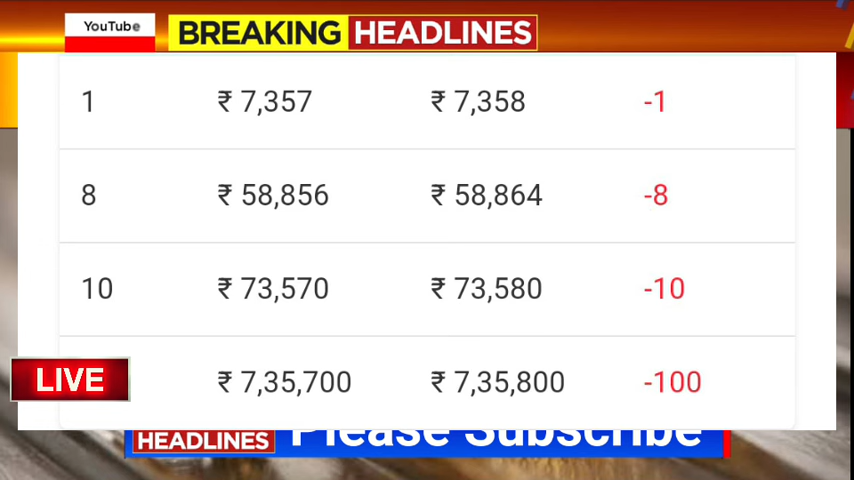 YouTube
BREAKING HEADLINES
1 ₹ 7,357 ₹ 7,358 -1
8 ₹ 58,856 ₹ 58,864 -8
10 ₹ 73,570 ₹ 73,580 -10
LIVE ₹ 7,35,700 ₹ 7,35,800 -100
HEADLINES Please Subscribe